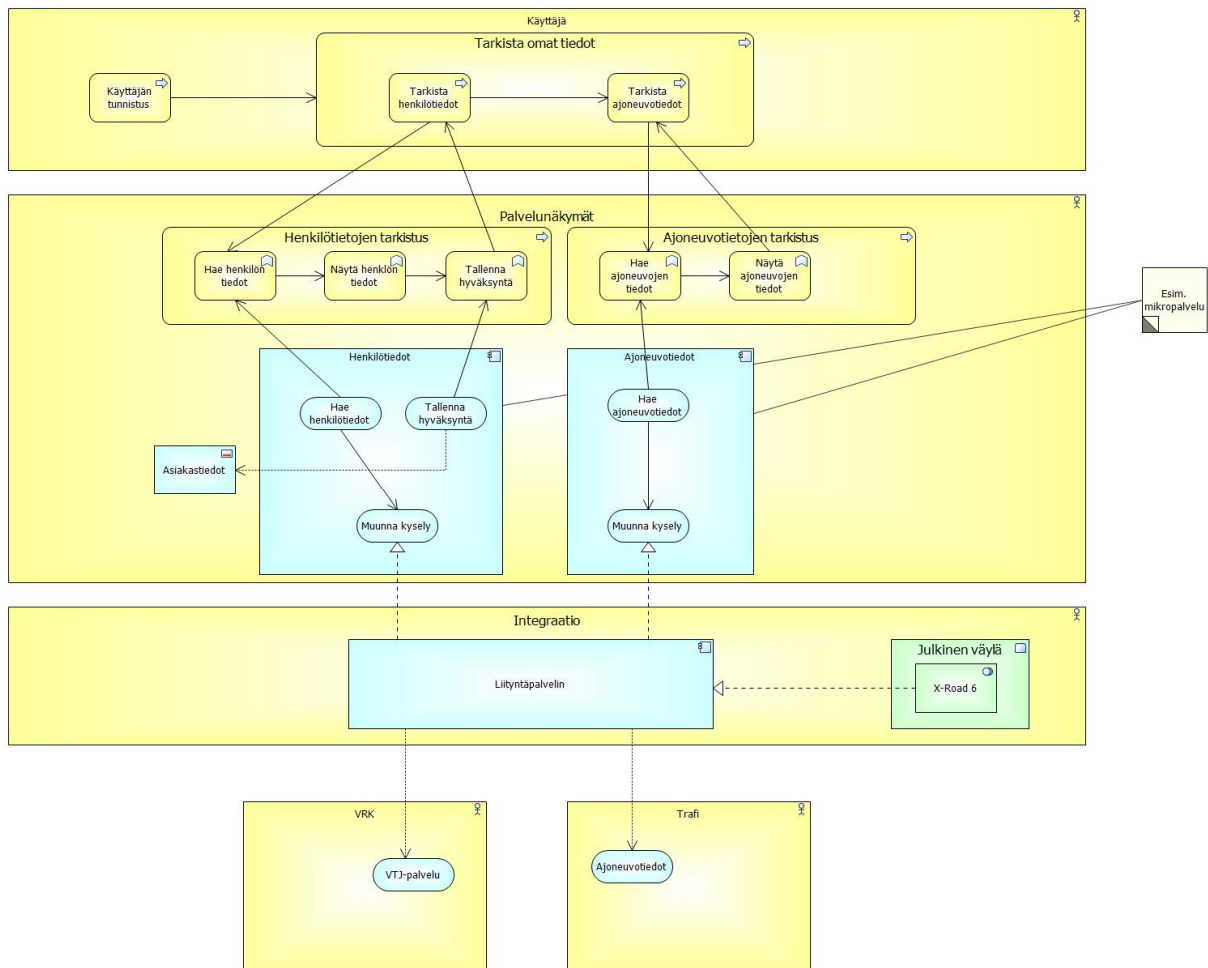 Käyttäjä
Tarkista omat tiedot
Käyttäjän
tunnistus
Tarkista
henkilötiedot
Tarkista
ajoneuvotiedot
Palvelunäkymät
Henkilötietojen tarkistus
Hae henkilön
tiedot
Näytä henklön
tiedot
Tallenna
hyväksyntä
Ajoneuvotietojen tarkistus
Hae
ajoneuvojen
tiedot
Näytä
ajoneuvojen
tiedot
Esim.
mikropalvelu
Henkilötiedot
Hae
henkilötiedot
Tallenna
hyväksyntä
Asiakastiedot
Muunna kysely
Ajoneuvotiedot
Hae
ajoneuvotiedot
Muunna kysely
Integraatio
Liityntäpalvelin
Julkinen väylä
X-Road 6
VRK
VTJ-palvelu
Trafi
Ajoneuvotiedot